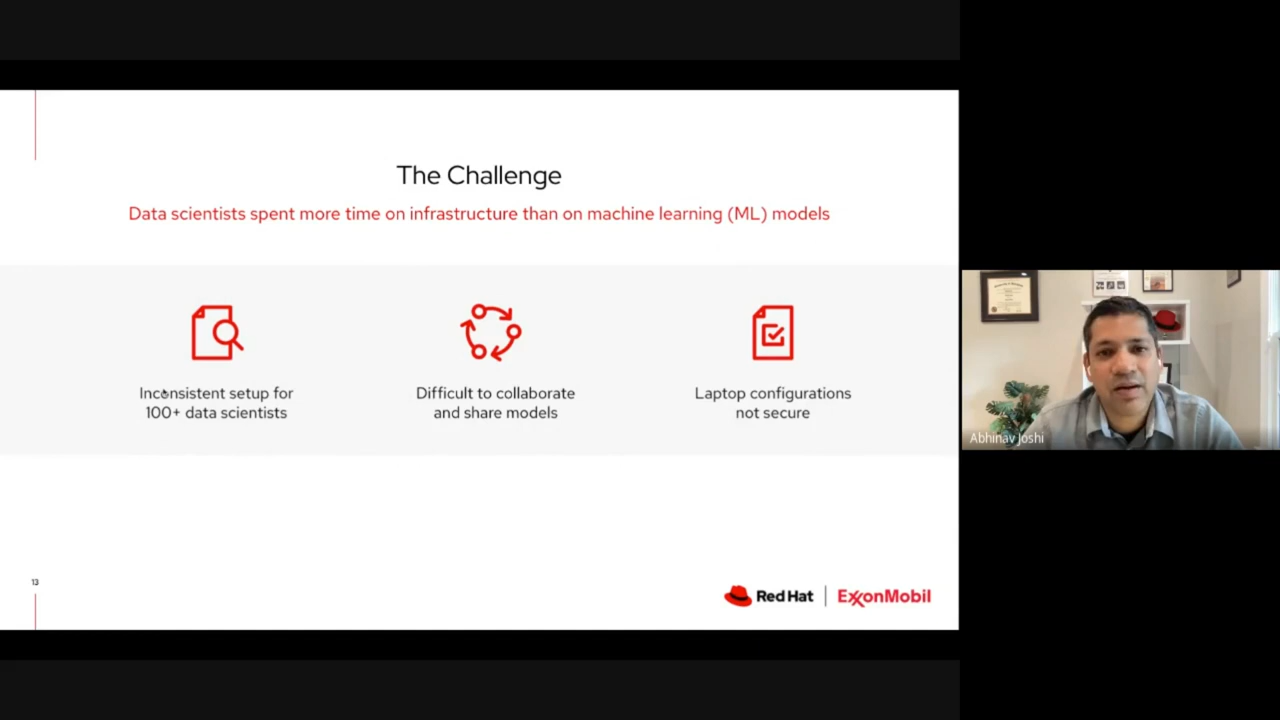 The Challenge
Data scientists spent more time on infrastructure than on machine learning (ML) models
Inconsistent setup for
100+ data scientists
Difficult to collaborate
and share models
Laptop configurations
not secure
13
Red Hat
ExxonMobil
Abhinav Joshi